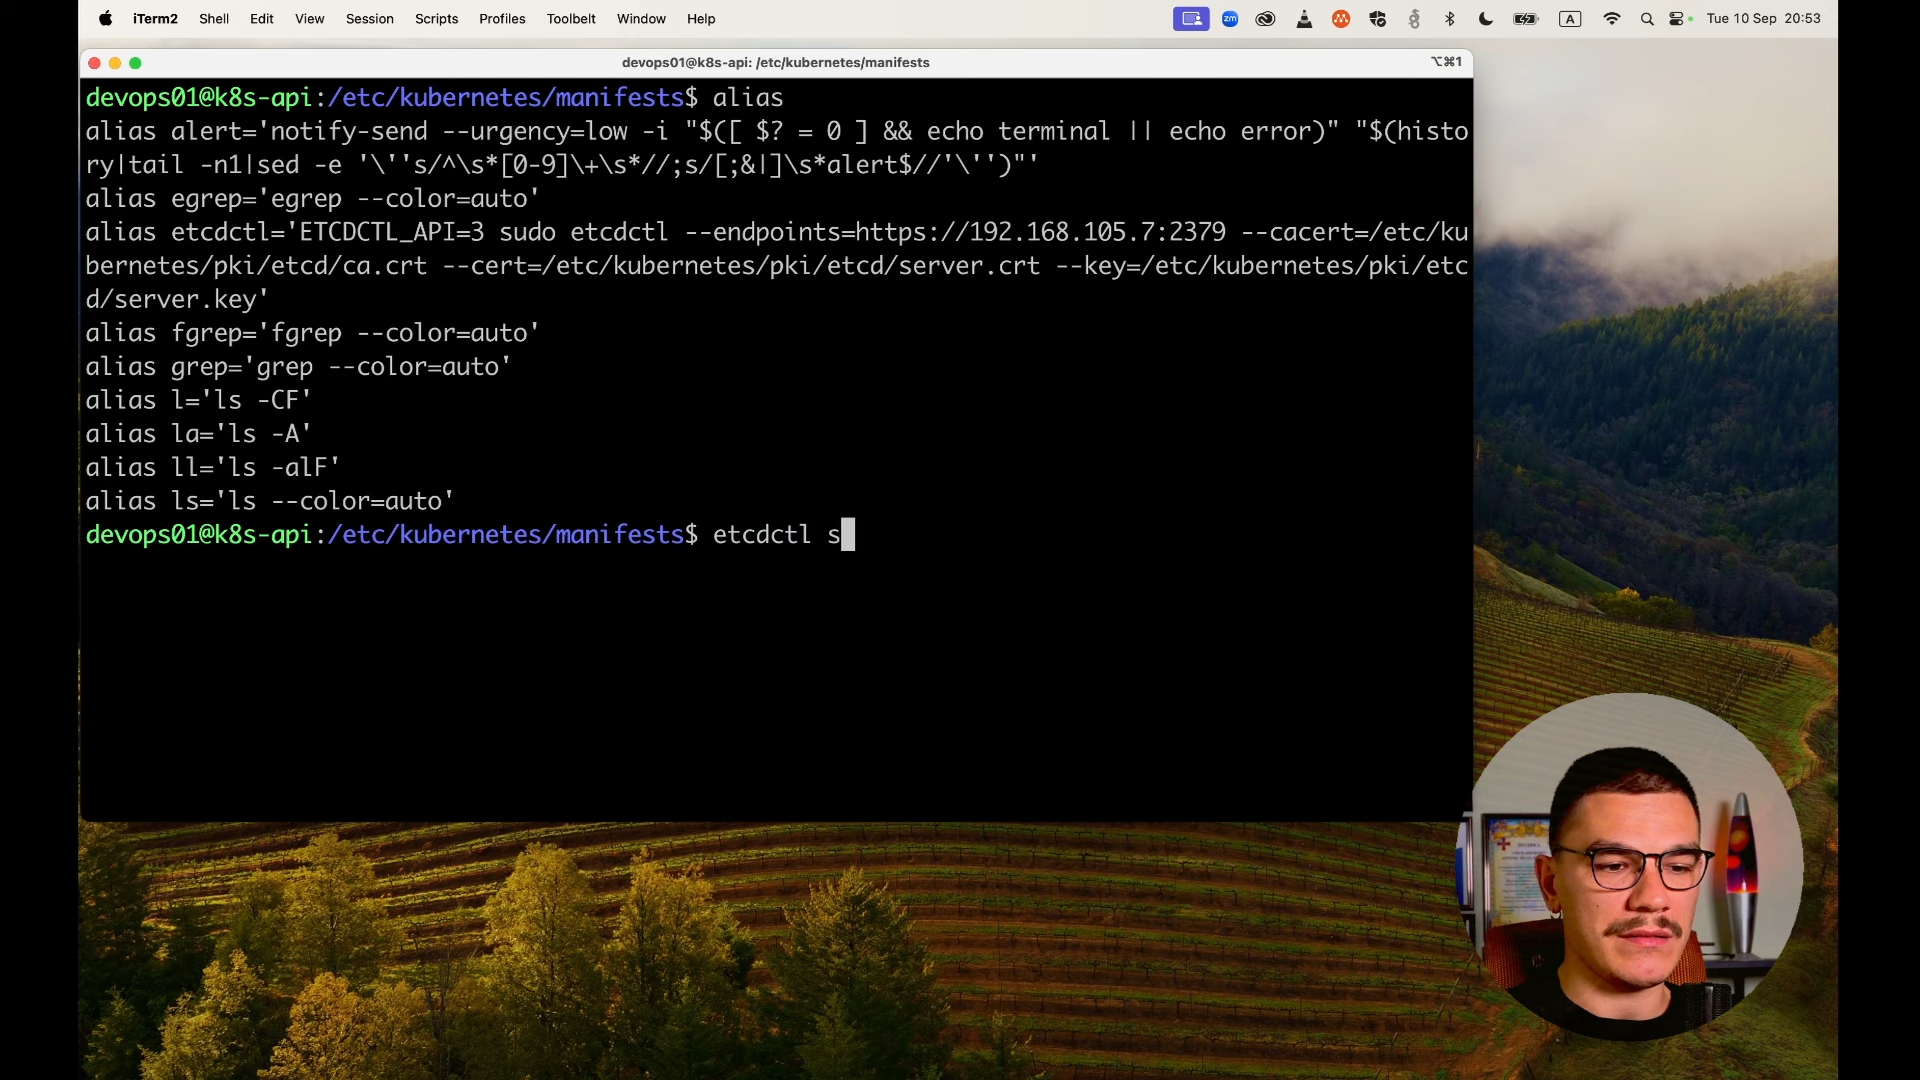 iTerm2 Shell Edit View Session Scripts Profiles Toolbelt Window Help zm A Tue 10 Sep 20:53
devops01@k8s-api: /etc/kubernetes/manifests ⌥⌘1
devops01@k8s-api:/etc/kubernetes/manifests$ alias
alias alert='notify-send --urgency=low -i "$([ $? = 0 ] && echo terminal || echo error)" "$(histo
ry|tail -n1|sed -e '\''s/^\s*[0-9]\+\s*//;s/[;&|]\s*alert$//'\'')"'
alias egrep='egrep --color=auto'
alias etcdctl='ETCDCTL_API=3 sudo etcdctl --endpoints=https://192.168.105.7:2379 --cacert=/etc/ku
bernetes/pki/etcd/ca.crt --cert=/etc/kubernetes/pki/etcd/server.crt --key=/etc/kubernetes/pki/etc
d/server.key'
alias fgrep='fgrep --color=auto'
alias grep='grep --color=auto'
alias l='ls -CF'
alias la='ls -A'
alias ll='ls -alF'
alias ls='ls --color=auto'
devops01@k8s-api:/etc/kubernetes/manifests$ etcdctl s